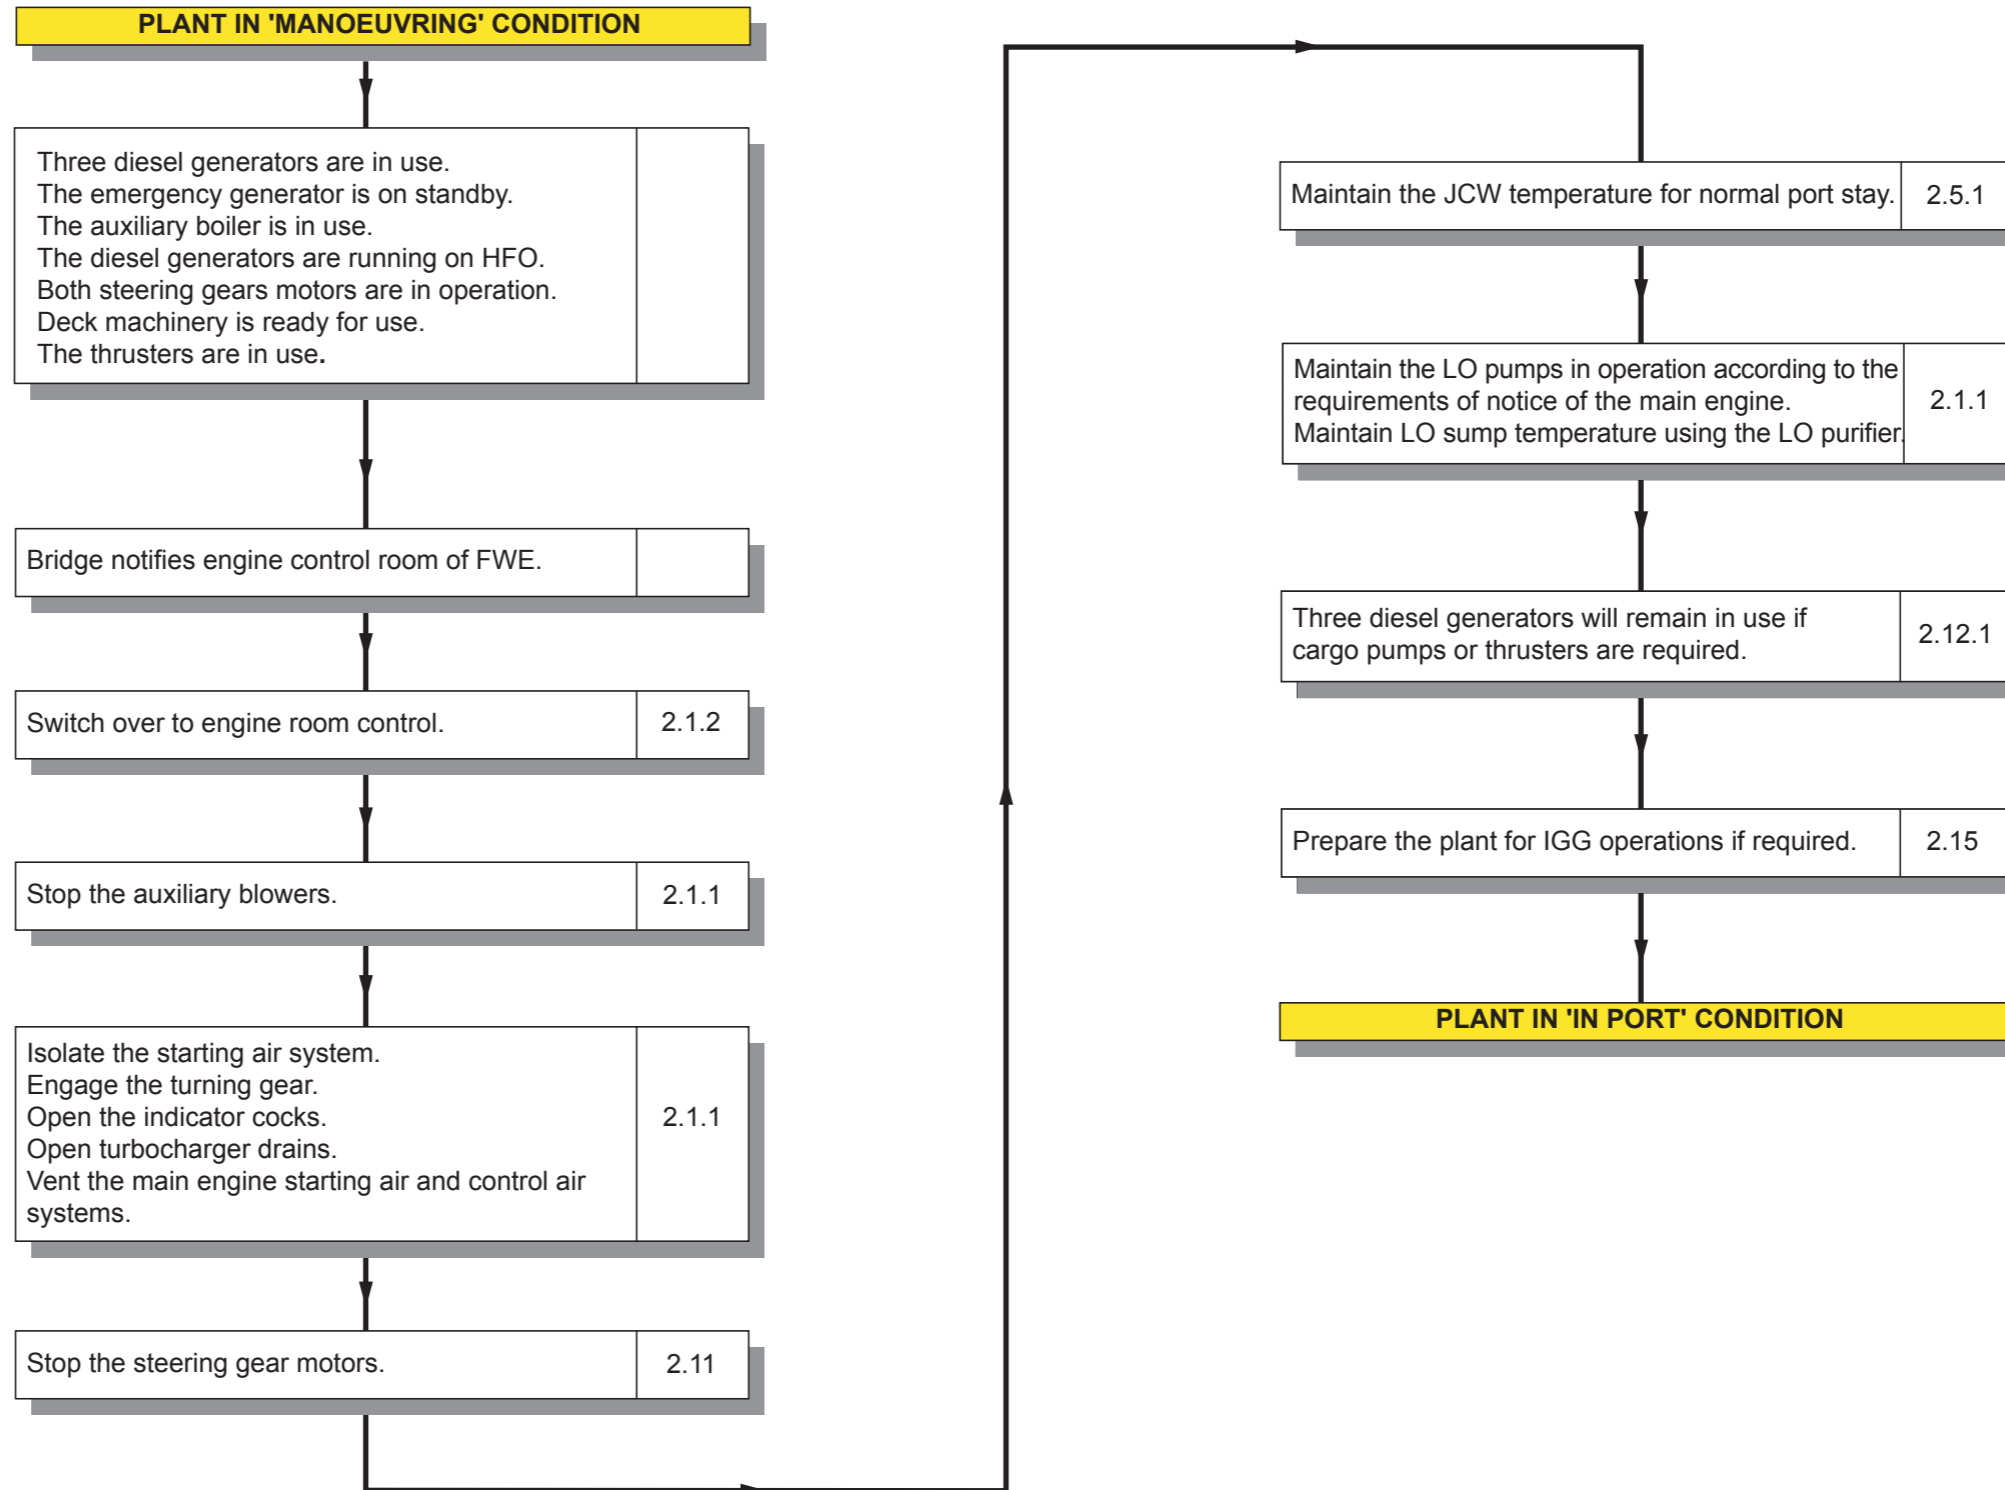 PLANT IN 'MANOEUVRING' CONDITION
Three diesel generators are in use.
The emergency generator is on standby.
The auxiliary boiler is in use.
The diesel generators are running on HFO.
Both steering gears motors are in operation.
Deck machinery is ready for use.
The thrusters are in use.
Bridge notifies engine control room of FWE.
Switch over to engine room control.
2.1.2
Stop the auxiliary blowers.
2.1.1
Isolate the starting air system.
Engage the turning gear.
Open the indicator cocks.
Open turbocharger drains.
Vent the main engine starting air and control air
systems.
2.1.1
Stop the steering gear motors.
2.11
Maintain the JCW temperature for normal port stay.
2.5.1
Maintain the LO pumps in operation according to the
requirements of notice of the main engine.
Maintain LO sump temperature using the LO purifier.
2.1.1
Three diesel generators will remain in use if
cargo pumps or thrusters are required.
2.12.1
Prepare the plant for IGG operations if required.
2.15
PLANT IN 'IN PORT' CONDITION